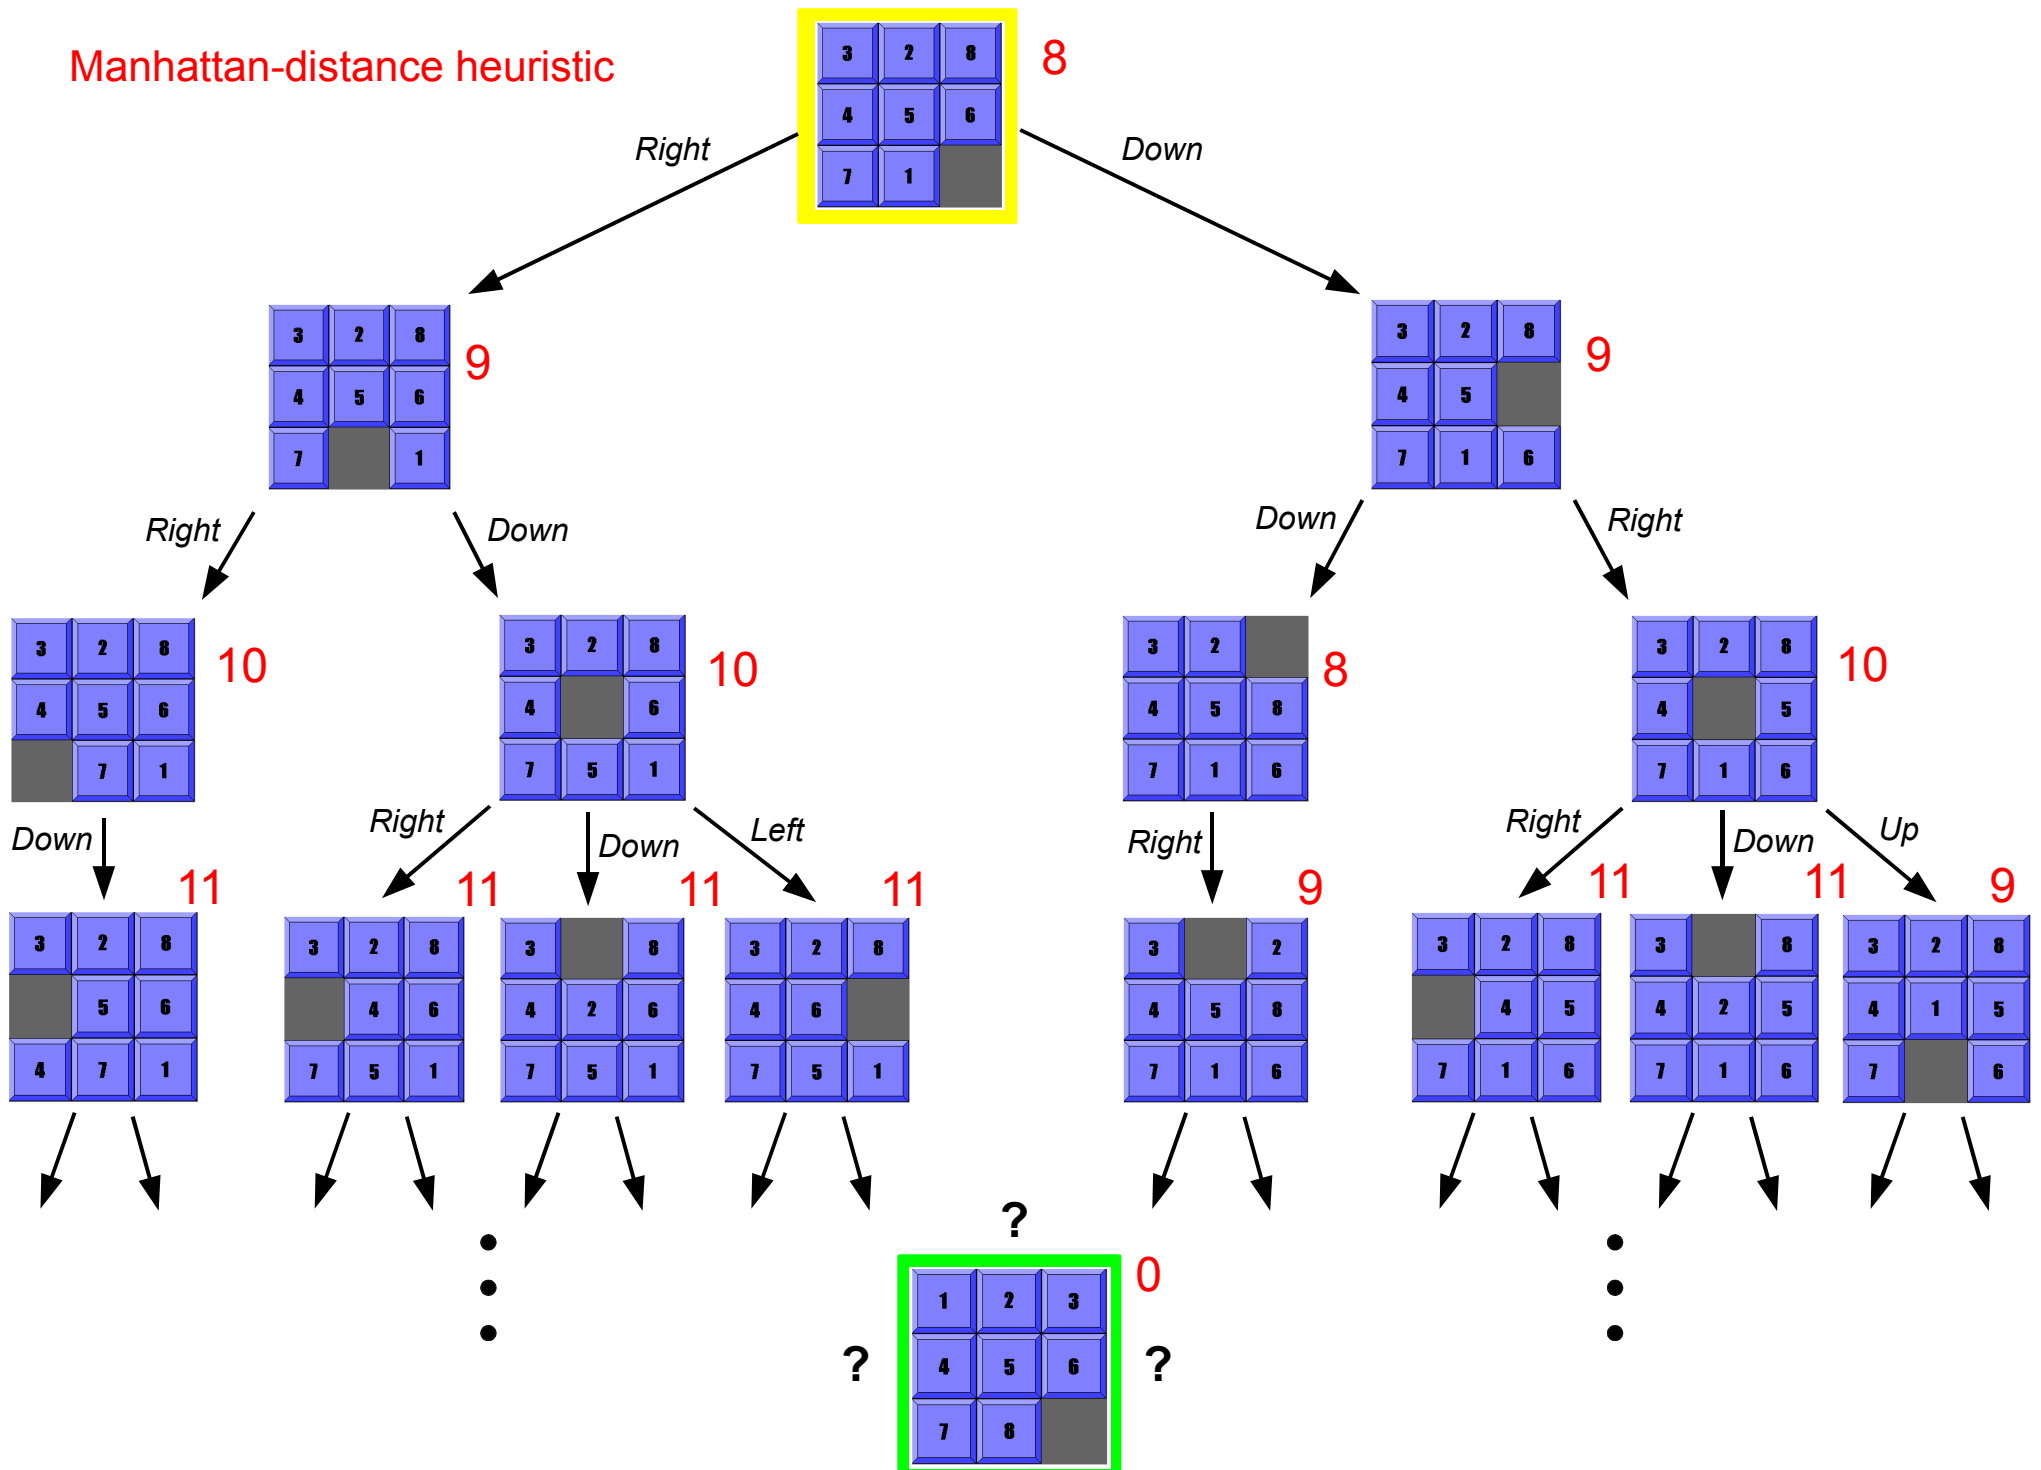 Manhattan-distance heuristic
3 2 8
4 5 6
7 1
8
Right
Down
3 2 8
4 5 6
7 1
9
3 2 8
4 5
7 1 6
9
Right
Down
Down
Right
3 2 8
4 5 6
7 1
10
3 2 8
4 6
7 5 1
10
3 2
4 5 8
7 1 6
8
3 2 8
4 5
7 1 6
10
Down
Right
Down
Left
Right
Right
Down
Up
11
3 2 8
5 6
4 7 1
11
3 2 8
4 6
7 5 1
11
3 8
4 2 6
7 5 1
11
3 2 8
4 6
7 5 1
9
3 2
4 5 8
7 1 6
11
3 2 8
4 5
7 1 6
11
3 8
4 2 5
7 1 6
9
3 2 8
4 1 5
7 6
?
0
1 2 3
4 5 6
7 8
?
?